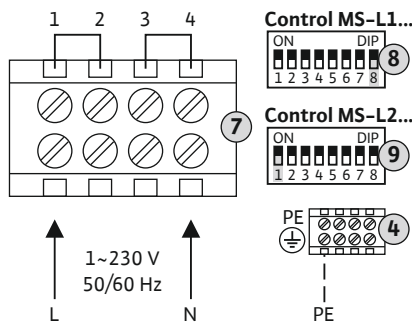 1 2 3 4
7
1~230 V
50/60 Hz
L N
Control MS-L1...
ON DIP
1 2 3 4 5 6 7 8
8
Control MS-L2...
ON DIP
1 2 3 4 5 6 7 8
9
PE
4
PE